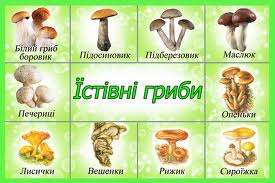 Білий гриб
боровик
Підосиновик
Підберезовик
Маслюк
Їстівні гриби
Печериці
Опеньки
Лисички
Вешенки
Рижик
Сироїжка